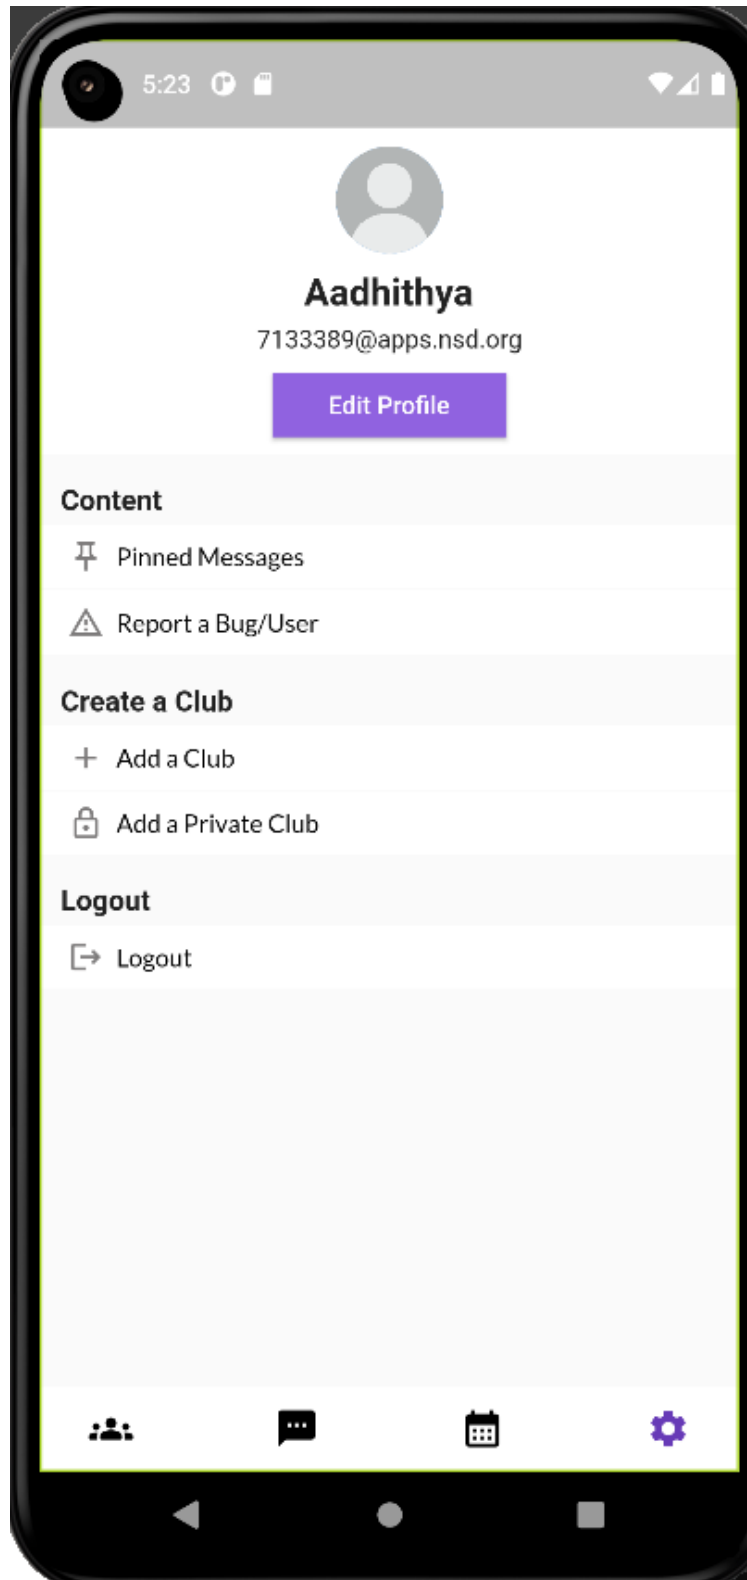 5:23
Aadhithya
7133389@apps.nsd.org
Edit Profile
Content
Pinned Messages
Report a Bug/User
Create a Club
Add a Club
Add a Private Club
Logout
Logout